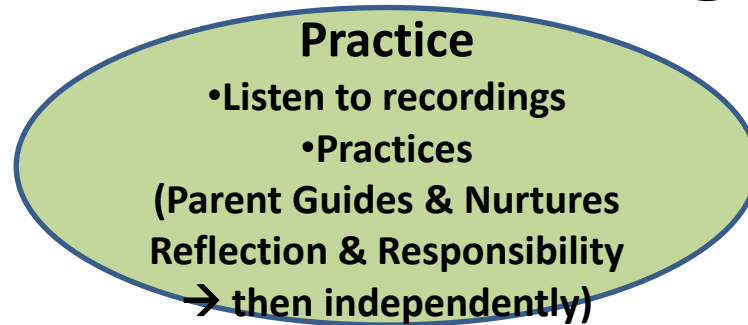 Practice
•Listen to recordings
•Practices
(Parent Guides & Nurtures
Reflection & Responsibility
→ then independently)